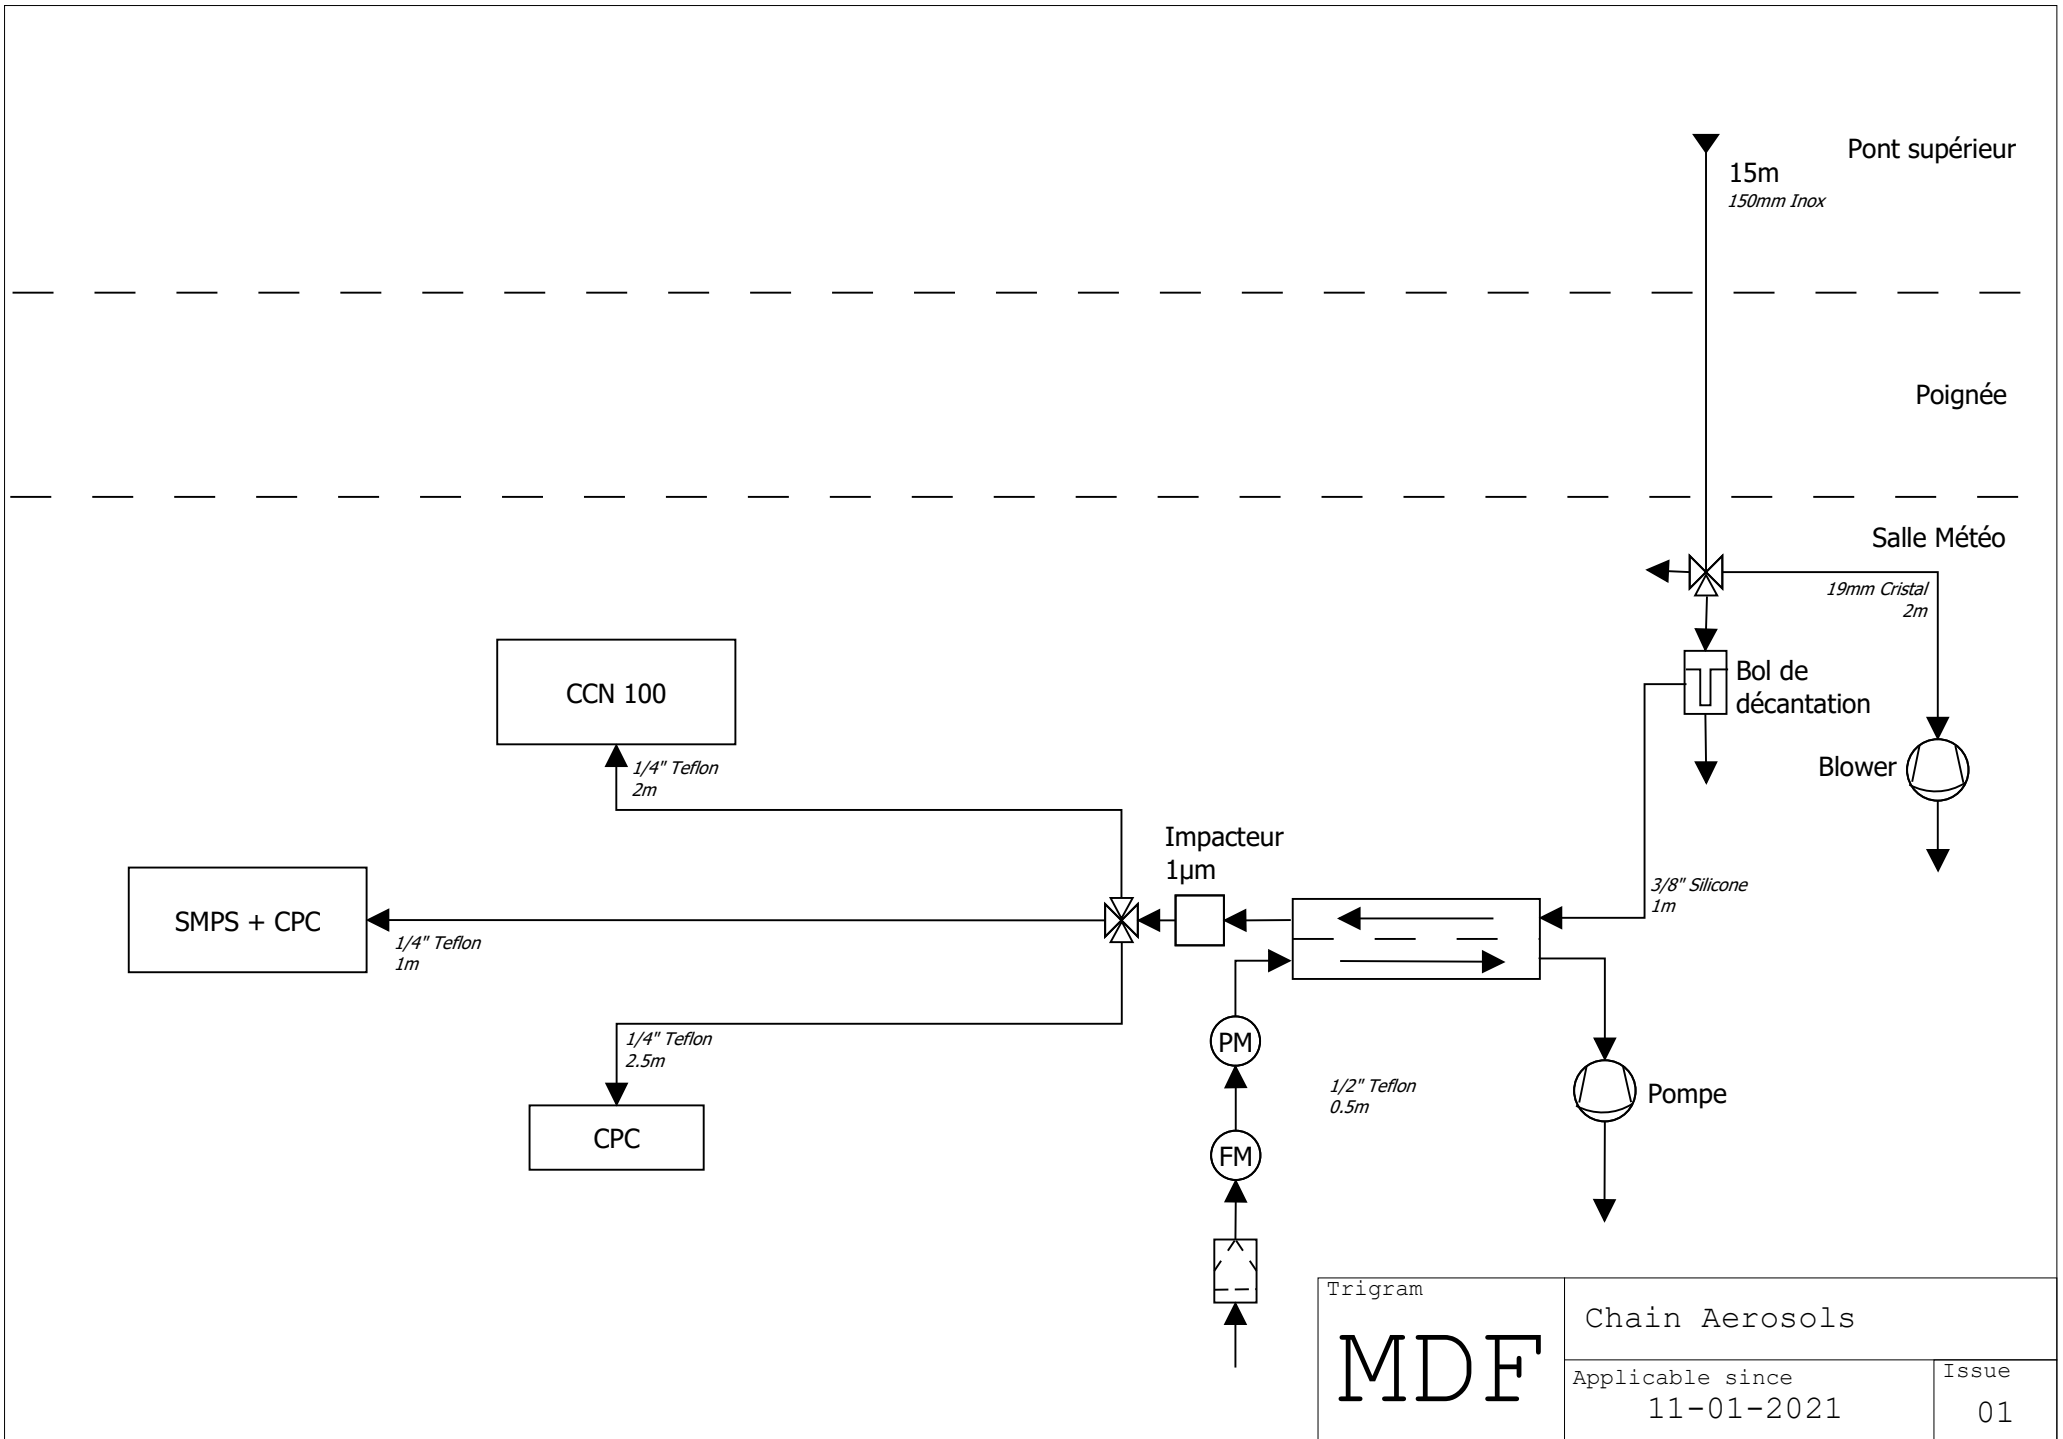 Pont supérieur
15m
150mm Inox
Poignée
Salle Météo
19mm Cristal
2m
Bol de
décantation
CCN 100
1/4" Teflon
2m
Blower
Impacteur
1µm
3/8" Silicone
1m
SMPS + CPC
1/4" Teflon
1m
1/4" Teflon
2.5m
PM
1/2" Teflon
0.5m
Pompe
CPC
FM
Trigram
MDF
Chain Aerosols
Applicable since
11-01-2021
Issue
01